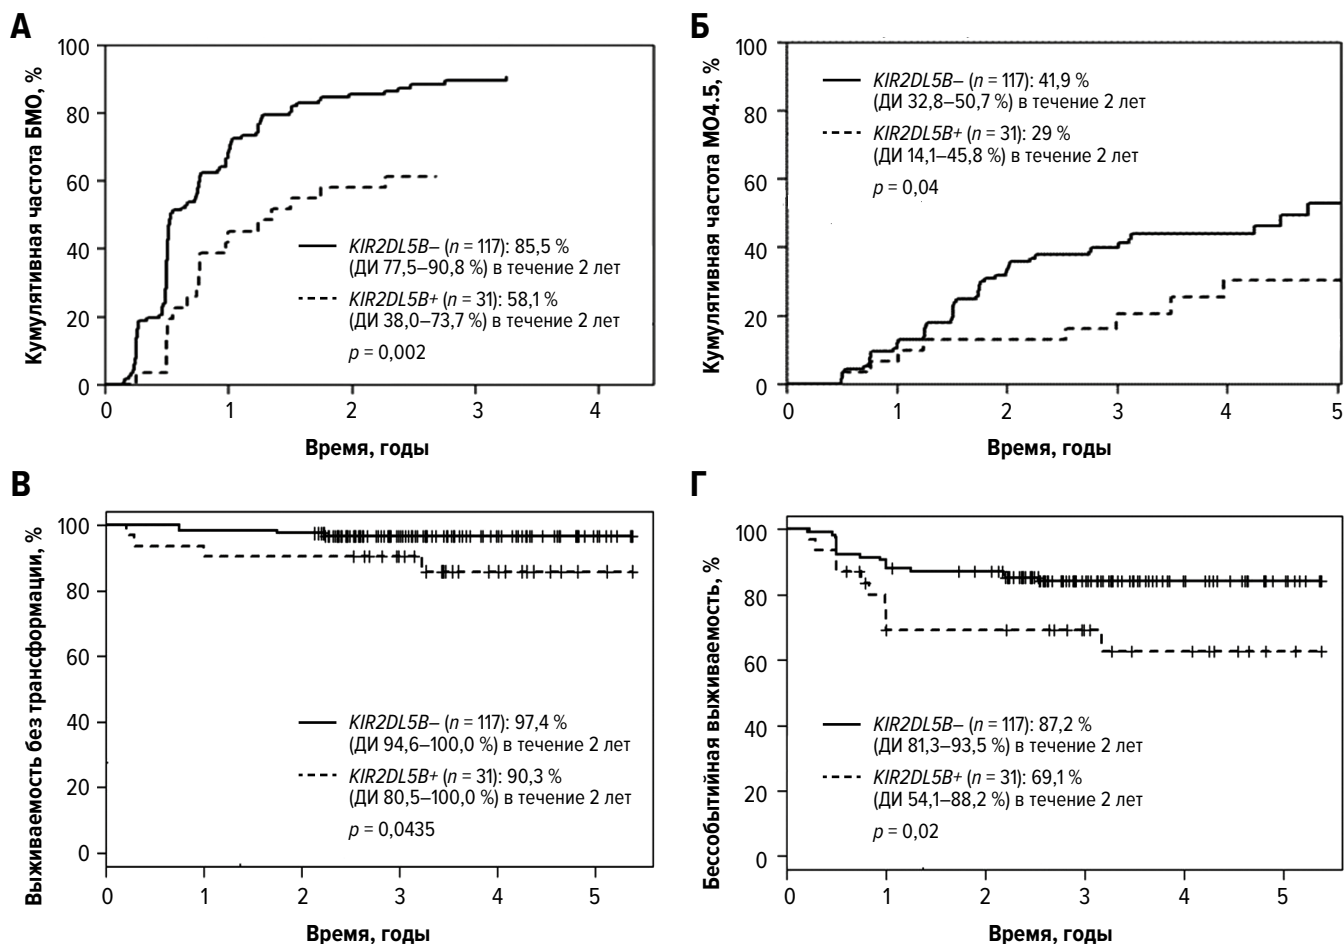 А
Кумулятивная частота БМО, %
100
80
60
40
20
0
KIR2DL5B– (n = 117): 85,5 %
(ДИ 77,5–90,8 %) в течение 2 лет
KIR2DL5B+ (n = 31): 58,1 %
(ДИ 38,0–73,7 %) в течение 2 лет
p = 0,002
0 1 2 3 4
Время, годы
Б
Кумулятивная частота МО4.5, %
100
80
60
40
20
0
KIR2DL5B– (n = 117): 41,9 %
(ДИ 32,8–50,7 %) в течение 2 лет
KIR2DL5B+ (n = 31): 29 %
(ДИ 14,1–45,8 %) в течение 2 лет
p = 0,04
0 1 2 3 4 5
Время, годы
В
Выживаемость без трансформации, %
100
80
60
40
20
0
KIR2DL5B– (n = 117): 97,4 %
(ДИ 94,6–100,0 %) в течение 2 лет
KIR2DL5B+ (n = 31): 90,3 %
(ДИ 80,5–100,0 %) в течение 2 лет
p = 0,0435
0 1 2 3 4 5
Время, годы
Г
Бессобытийная выживаемость, %
100
80
60
40
20
0
KIR2DL5B– (n = 117): 87,2 %
(ДИ 81,3–93,5 %) в течение 2 лет
KIR2DL5B+ (n = 31): 69,1 %
(ДИ 54,1–88,2 %) в течение 2 лет
p = 0,02
0 1 2 3 4 5
Время, годы